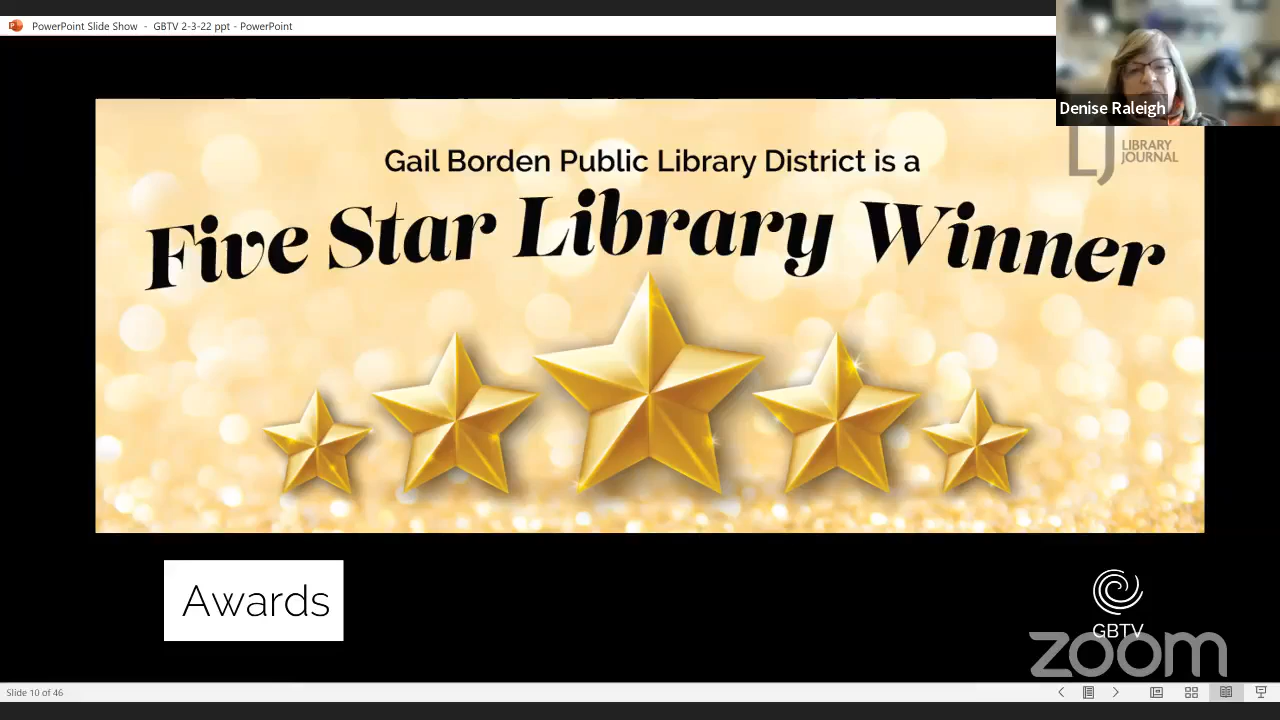 PowerPoint Slide Show - GBTV 2-3-22 ppt - PowerPoint
Denise Raleigh
LJ LIBRARY
JOURNAL
Gail Borden Public Library District is a
Five Star Library Winner
Awards
GBTV
zoom
Slide 10 of 46